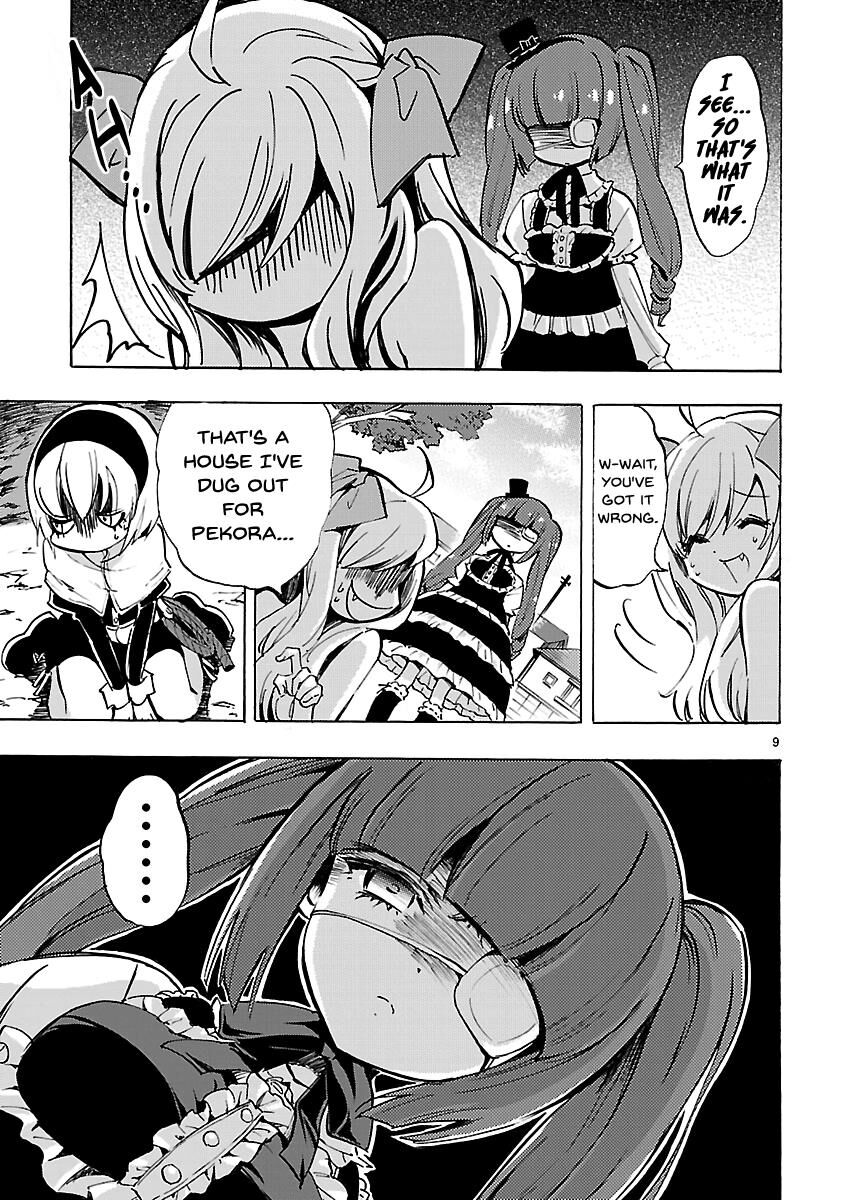 I
SEE...
SO
THAT'S
WHAT
IT
WAS.
AH...
W-WAIT,
YOU'VE
GOT IT
WRONG.
THAT'S A
HOUSE I'VE
DUG OUT
FOR
PEKORA...
9
......